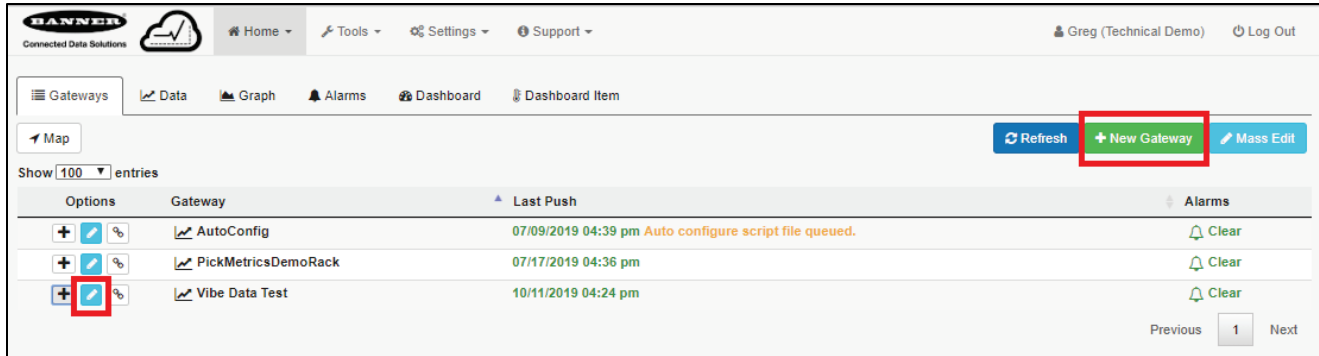 BANNER
Connected Data Solutions
Home Tools Settings Support Greg (Technical Demo) Log Out
Gateways Data Graph Alarms Dashboard Dashboard Item
Map Refresh + New Gateway Mass Edit
Show 100 entries
Options Gateway Last Push Alarms
AutoConfig 07/09/2019 04:39 pm Auto configure script file queued. Clear
PickMetricsDemoRack 07/17/2019 04:36 pm Clear
Vibe Data Test 10/11/2019 04:24 pm Clear
Previous 1 Next